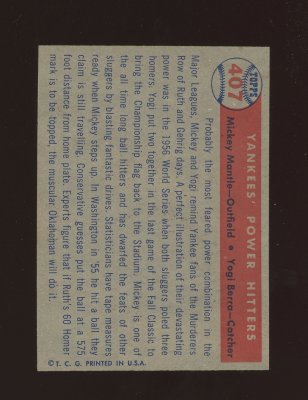 TOPPS
407
YANKEES' POWER HITTERS
Mickey Mantle-Outfield • Yogi Berra-Catcher
Probably the most feared power combination in the
Major Leagues, Mickey and Yogi remind Yankee fans of the Murderers
Row of Ruth and Gehrig days. A perfect illustration of their devastating
power was in the 1956 World Series when both sluggers poled three
homers. Yogi put two together in the last game of the Fall Classic to
bring the Championship flag back to the Stadium. Mickey is one of
the all time long ball hitters and has dwarfed the feats of other
sluggers by blasting fantastic drives. Statisticians have tape measures
ready when Mickey steps up. In Washington in '55 he hit a ball they
claim is still travelling. Conservative guesses put the ball at a 575
foot distance from home plate. Experts figure that if Ruth's 60 Homer
mark is to be topped, the muscular Oklahoman will do it.
© T. C. G. PRINTED IN U.S.A.